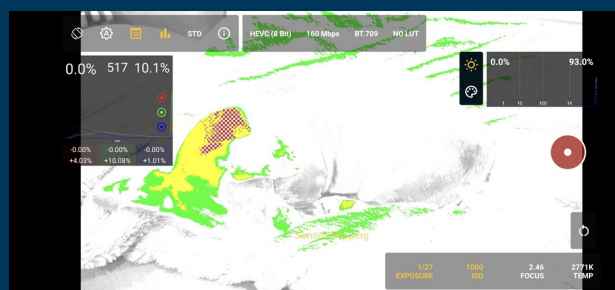 STD
HEVC (8 Bit) 160 Mbps BT.709 NO LUT
0.0% 517 10.1%
0.0% 93.0%
1 10 100 1K
-0.00% -0.00% -0.00%
+4.03% +10.08% +1.01%
1/27 1000 2.46 2771K
EXPOSURE ISO FOCUS TEMP